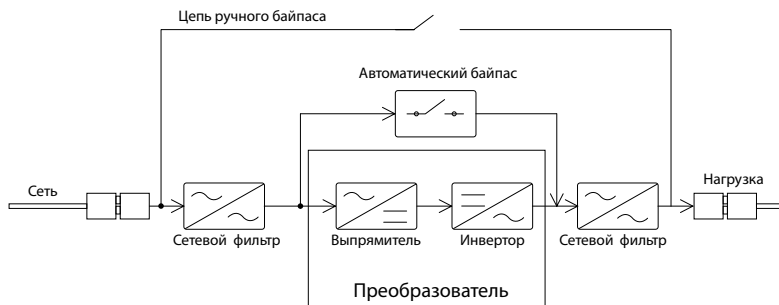 Цепь ручного байпаса
Автоматический байпас
Сеть
Нагрузка
Сетевой фильтр
Выпрямитель
Инвертор
Сетевой фильтр
Преобразователь